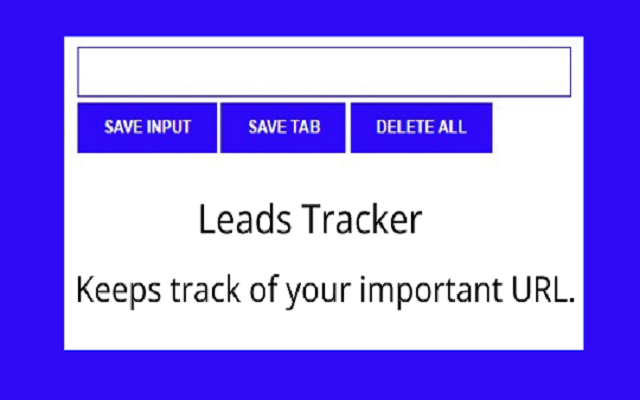 SAVE INPUT SAVE TAB DELETE ALL
Leads Tracker
Keeps track of your important URL.